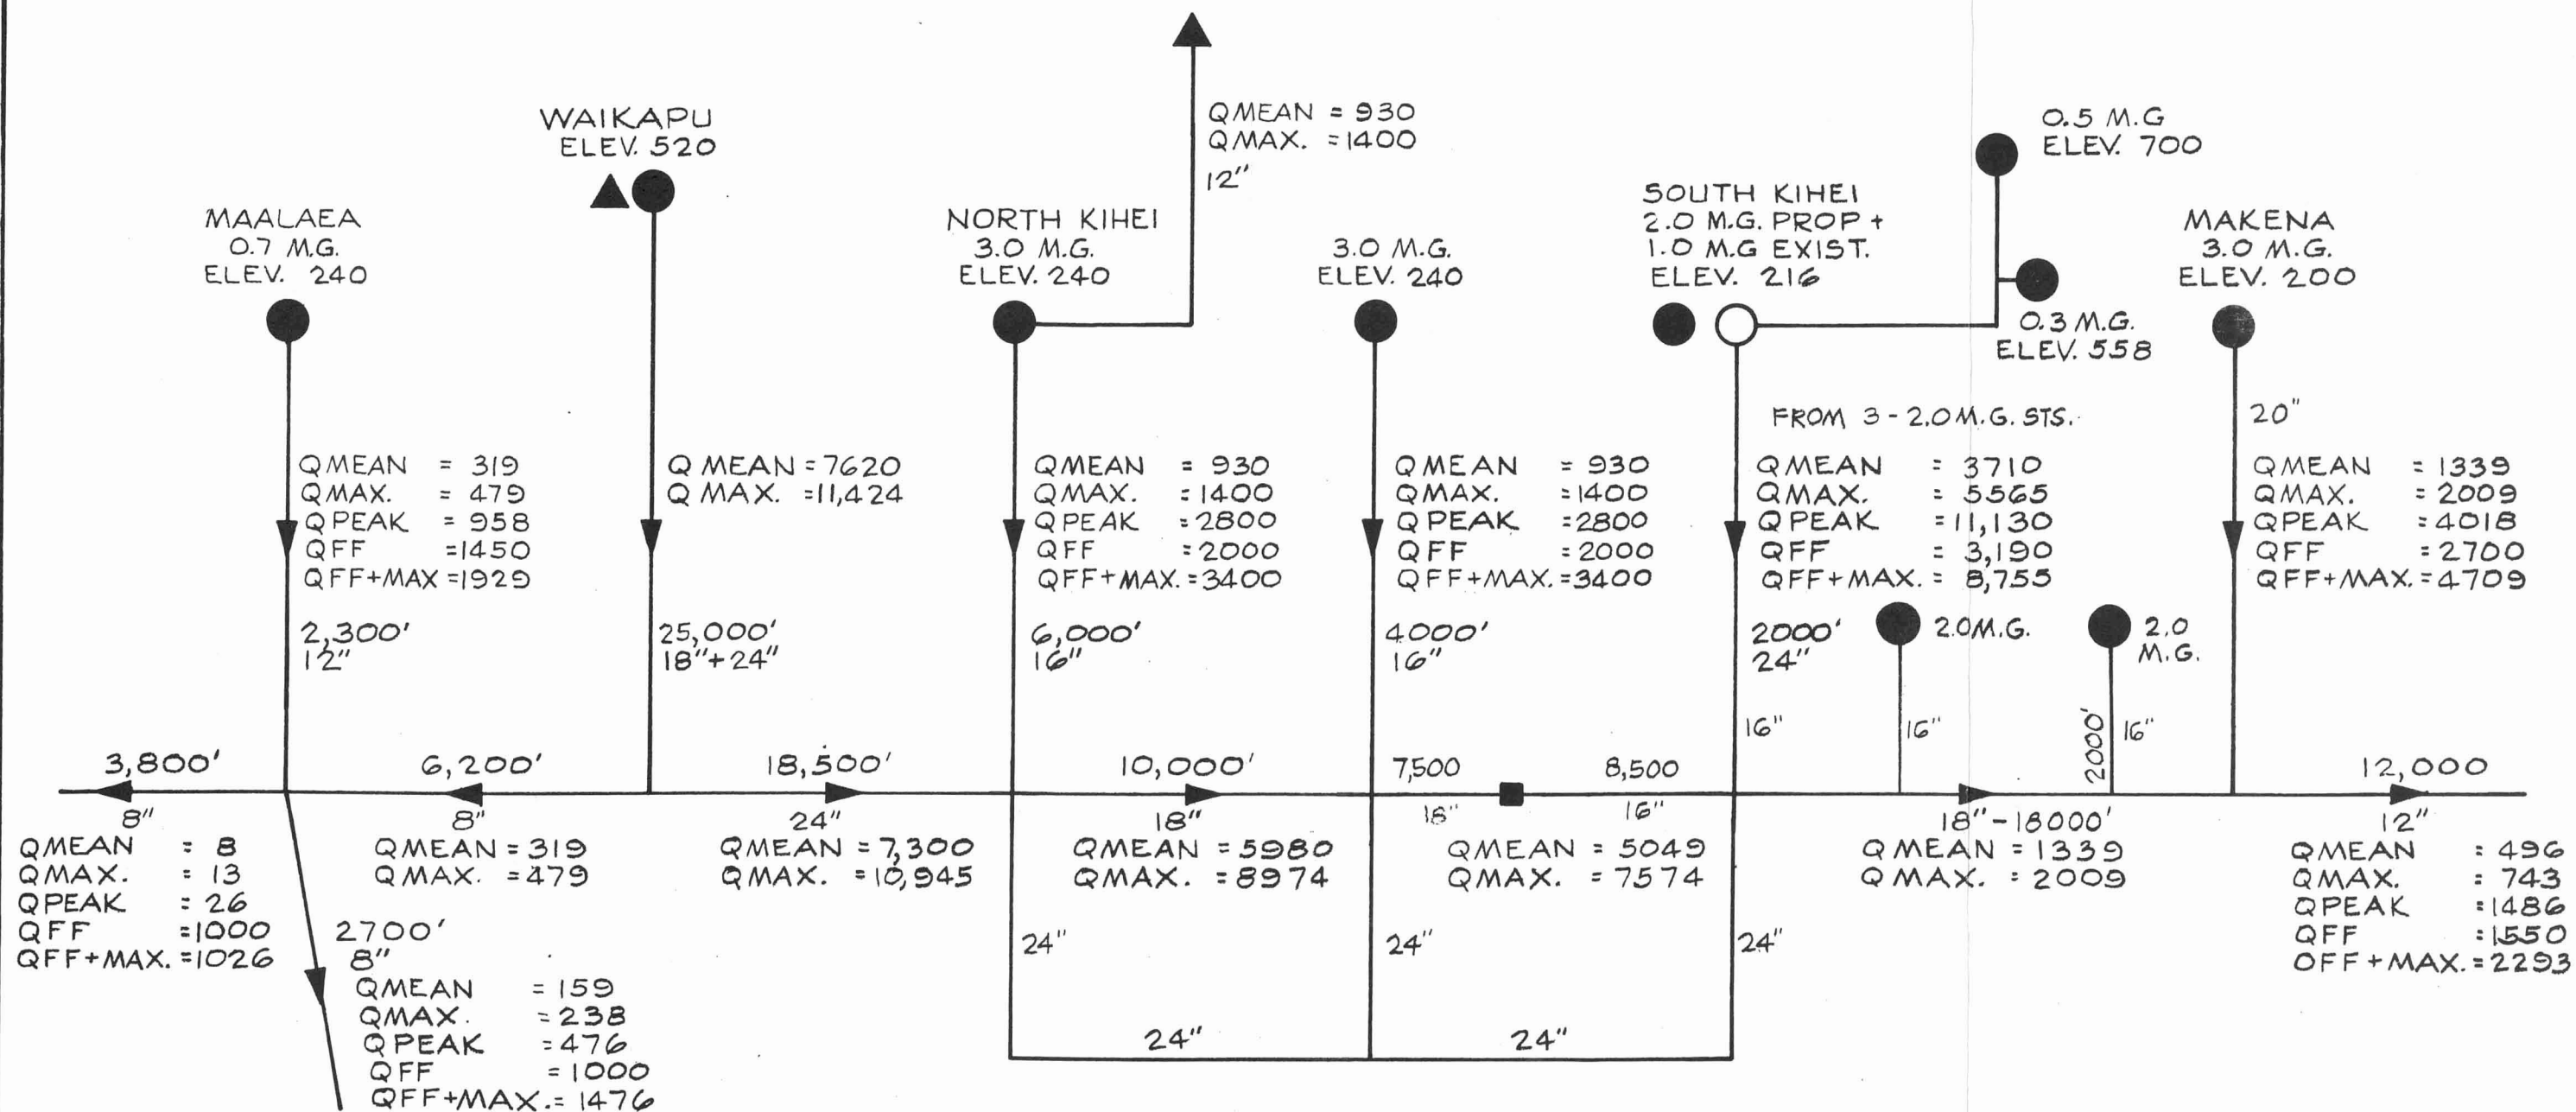 QMEAN = 930
QMAX. = 1400
12"
WAIKAPU
ELEV. 520
0.5 M.G
ELEV. 700
MAALAEA
0.7 M.G.
ELEV. 240
NORTH KIHEI
3.0 M.G.
ELEV. 240
3.0 M.G.
ELEV. 240
SOUTH KIHEI
2.0 M.G. PROP +
1.0 M.G EXIST.
ELEV. 216
0.3 M.G.
ELEV. 558
MAKENA
3.0 M.G.
ELEV. 200
FROM 3 - 2.0 M.G. STS.
20"
QMEAN = 319
QMAX. = 479
QPEAK = 958
QFF =1450
QFF+MAX =1929
2,300'
12"
QMEAN = 7620
QMAX. =11,424
25,000'
18"+24"
QMEAN = 930
QMAX. =1400
QPEAK =2800
QFF =2000
QFF+MAX.=3400
6,000'
16"
QMEAN = 930
QMAX. =1400
QPEAK =2800
QFF =2000
QFF+MAX.=3400
4000'
16"
QMEAN = 3710
QMAX. = 5565
QPEAK =11,130
QFF = 3,190
QFF+MAX. = 8,755
2000'
24"
16"
2.0M.G.
16"
2.0
M.G.
2000'
16"
QMEAN =1339
QMAX. =2009
QPEAK =4018
QFF =2700
QFF+MAX.=4709
3,800'
8"
QMEAN = 8
QMAX. = 13
QPEAK = 26
QFF =1000
QFF+MAX.=1026
6,200'
8"
QMEAN = 319
QMAX. =479
2700'
8"
QMEAN = 159
QMAX. = 238
QPEAK =476
QFF =1000
QFF+MAX.=1476
18,500'
24"
QMEAN = 7,300
QMAX. =10,945
10,000'
18"
QMEAN = 5980
QMAX. = 8974
7,500
18"
8,500
16"
QMEAN = 5049
QMAX. = 7574
18"-18000'
QMEAN =1339
QMAX. =2009
12,000
12"
QMEAN = 496
QMAX. = 743
QPEAK =1486
QFF =1550
QFF+MAX.=2293
24"
24"
24"
24"
24"